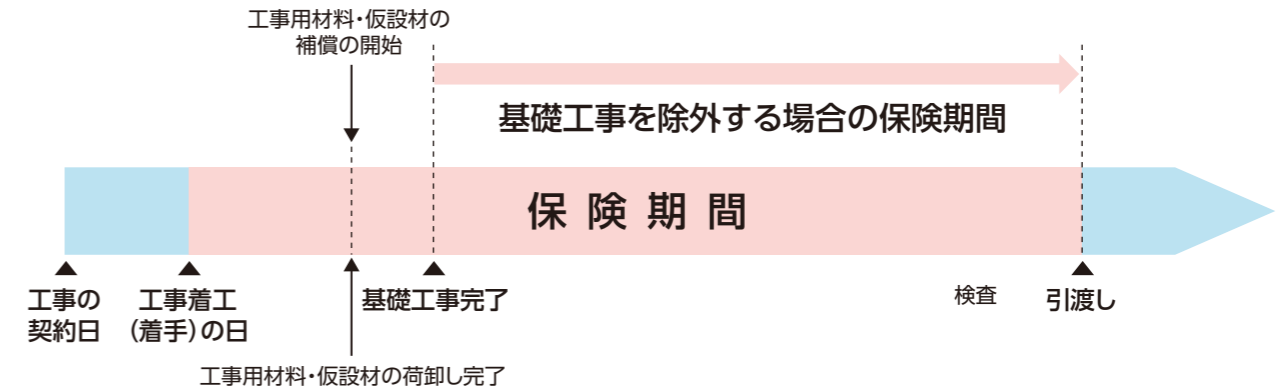 工事用材料・仮設材の
補償の開始
基礎工事を除外する場合の保険期間
保険期間
工事の
契約日
工事着工
（着手）の日
基礎工事完了
検査
引渡し
工事用材料・仮設材の荷卸し完了